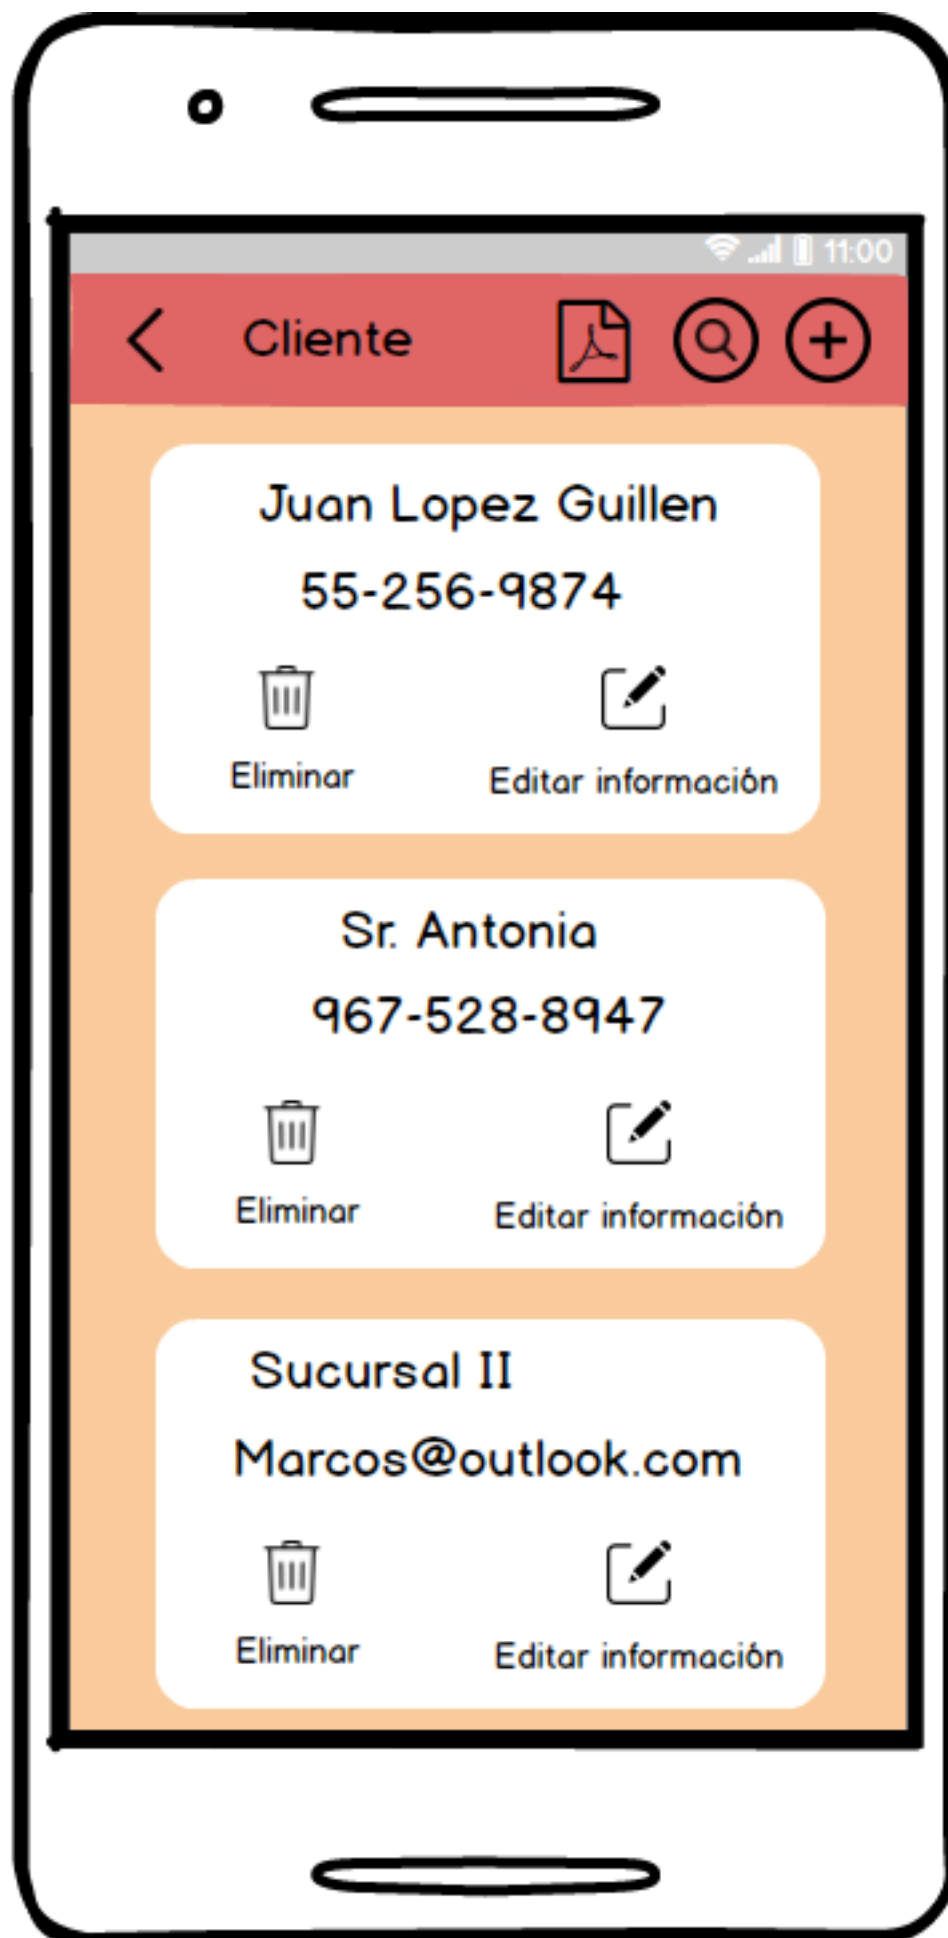 11:00
Cliente
Juan Lopez Guillen
55-256-9874
Eliminar
Editar información
Sr. Antonia
967-528-8947
Eliminar
Editar información
Sucursal II
Marcos@outlook.com
Eliminar
Editar información